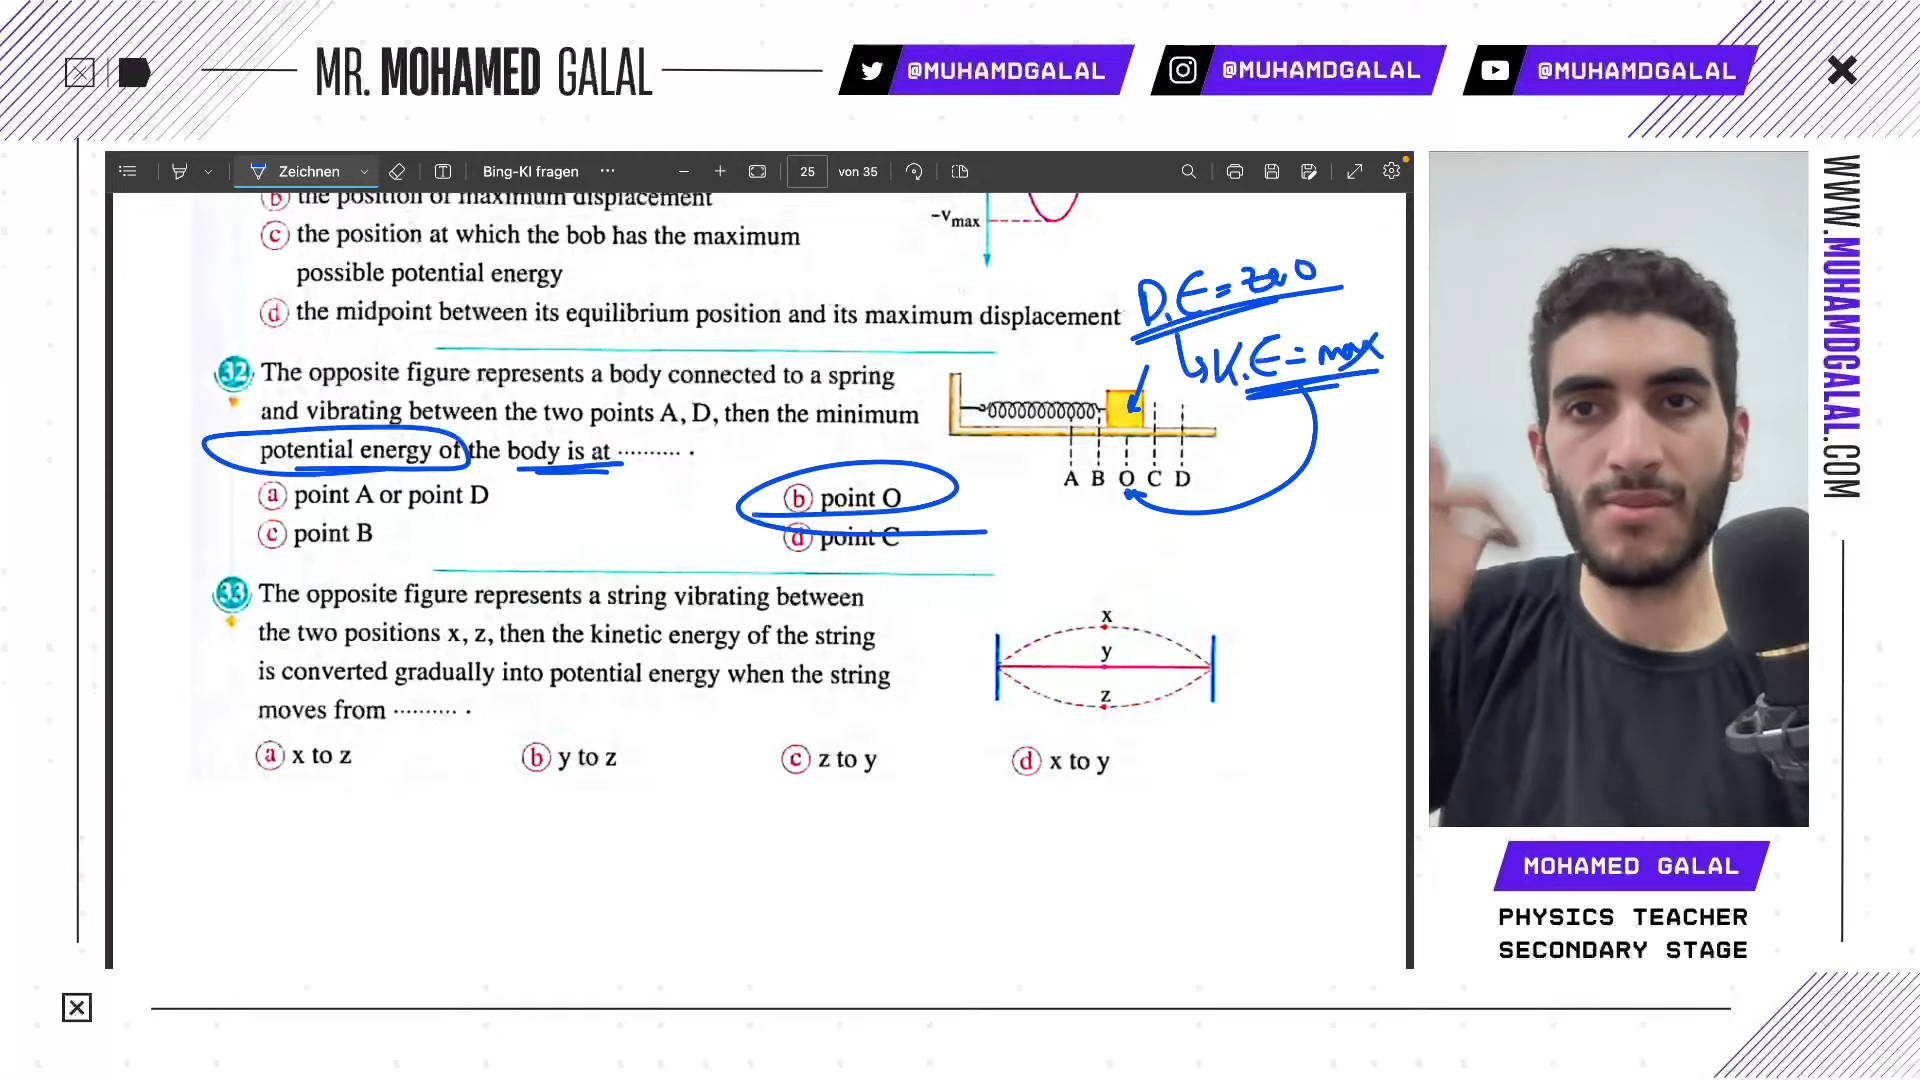 MR. MOHAMED GALAL
@MUHAMDGALAL
@MUHAMDGALAL
@MUHAMDGALAL
WWW.MUHAMDGALAL.COM
Zeichnen
Bing-KI fragen
25
von 35
b the position of maximum displacement
c the position at which the bob has the maximum
possible potential energy
d the midpoint between its equilibrium position and its maximum displacement
-vmax
P.E = zero
K.E = max
32 The opposite figure represents a body connected to a spring
and vibrating between the two points A, D, then the minimum
potential energy of the body is at .......... .
a point A or point D
b point O
c point B
d point C
A B O C D
33 The opposite figure represents a string vibrating between
the two positions x, z, then the kinetic energy of the string
is converted gradually into potential energy when the string
moves from .......... .
a x to z
b y to z
c z to y
d x to y
x
y
z
MOHAMED GALAL
PHYSICS TEACHER
SECONDARY STAGE